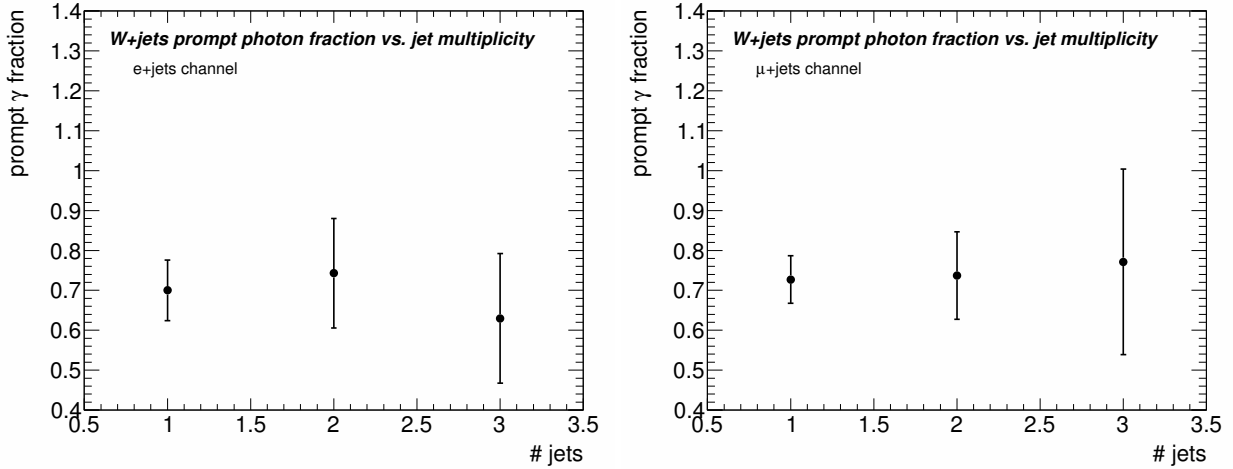 W+jets prompt photon fraction vs. jet multiplicity
e+jets channel
prompt γ fraction
1.4
1.3
1.2
1.1
1
0.9
0.8
0.7
0.6
0.5
0.4
0.5 1 1.5 2 2.5 3 3.5
# jets
W+jets prompt photon fraction vs. jet multiplicity
μ+jets channel
prompt γ fraction
1.4
1.3
1.2
1.1
1
0.9
0.8
0.7
0.6
0.5
0.4
0.5 1 1.5 2 2.5 3 3.5
# jets